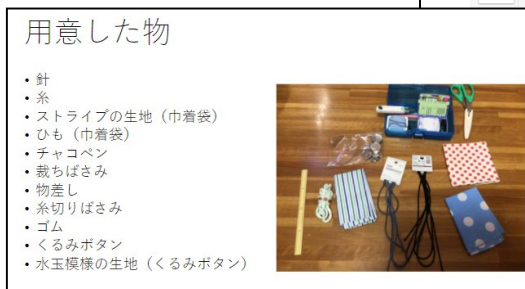 用意した物
• 針
• 糸
• ストライプの生地（巾着袋）
• ひも（巾着袋）
• チャコペン
• 裁ちばさみ
• 物差し
• 糸切りばさみ
• ゴム
• くるみボタン
• 水玉模様の生地（くるみボタン）